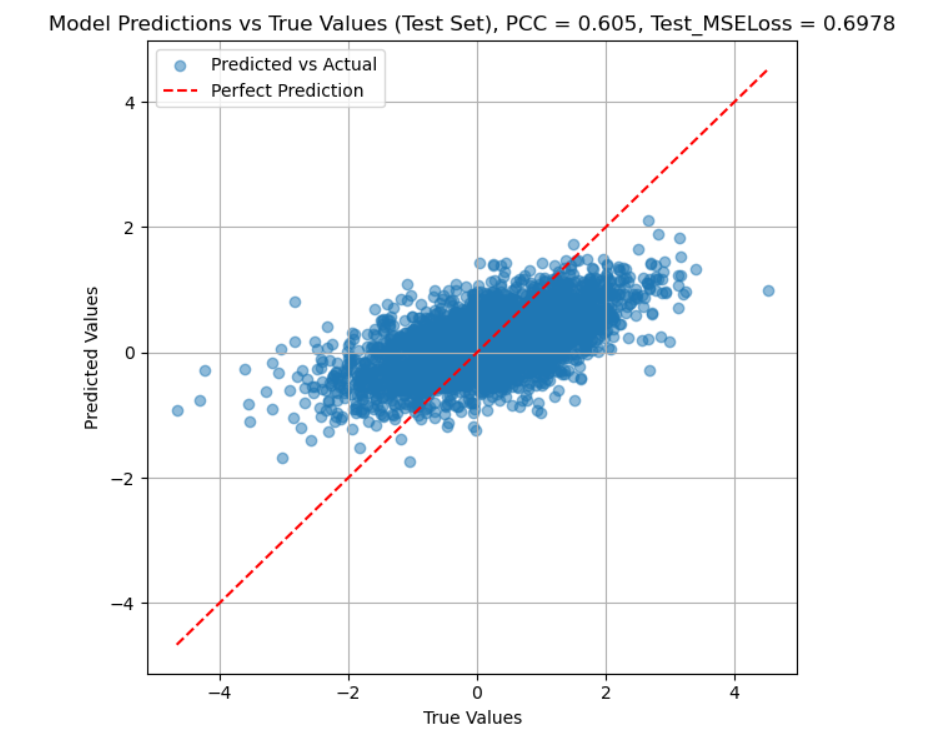 Model Predictions vs True Values (Test Set), PCC = 0.605, Test_MSELoss = 0.6978
Predicted vs Actual
Perfect Prediction
4
2
0
−2
−4
Predicted Values
−4 −2 0 2 4
True Values